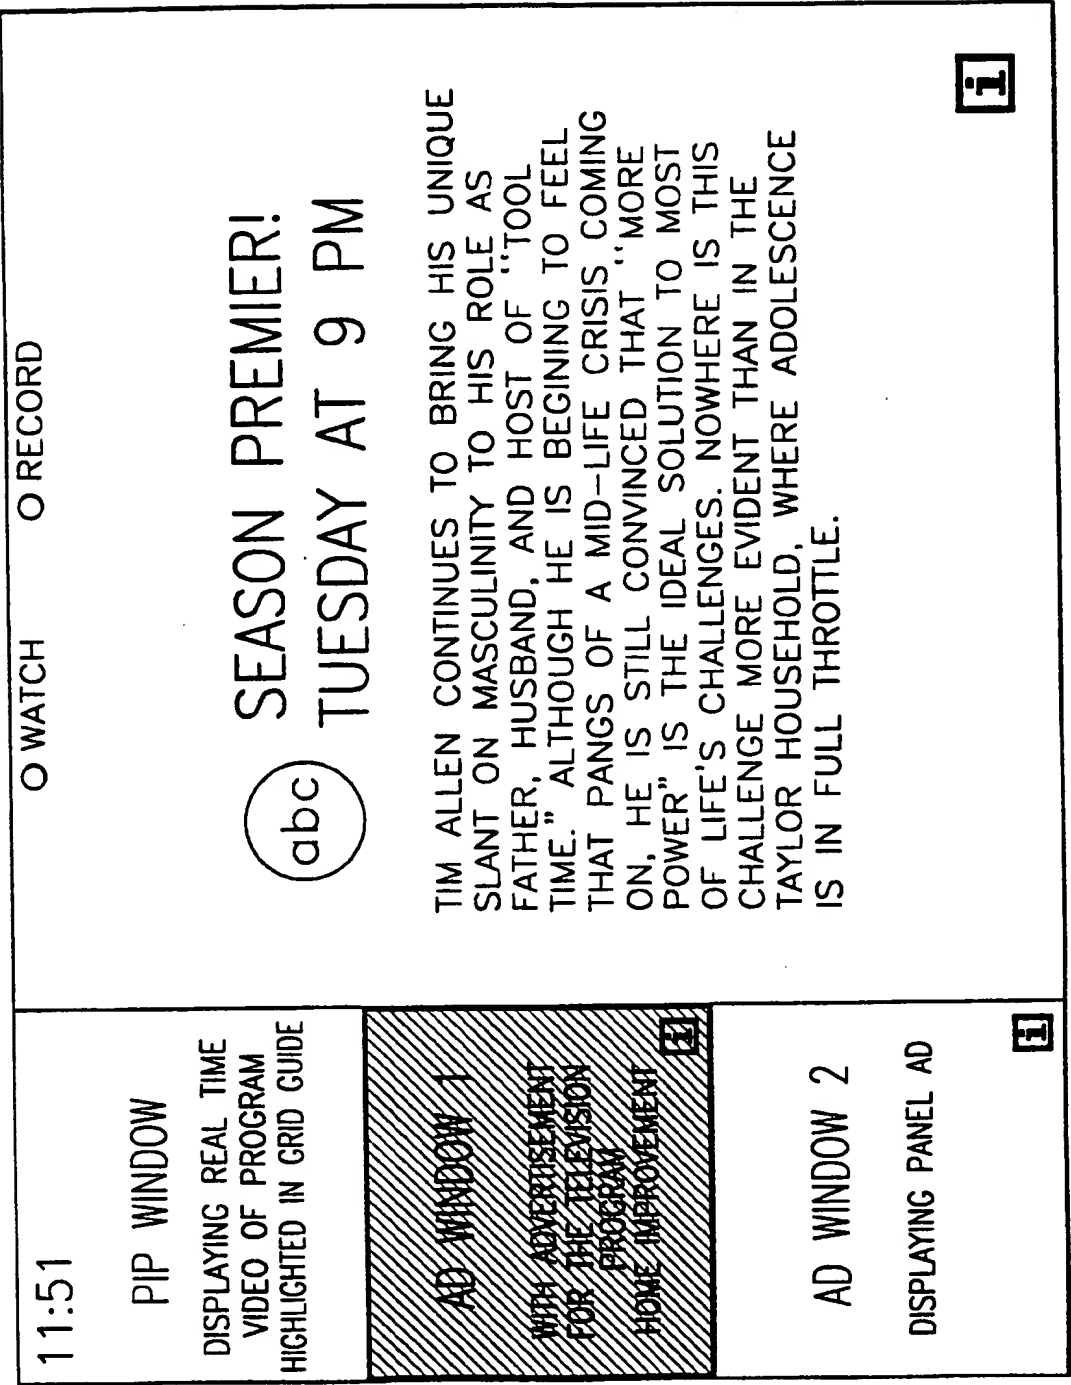 11:51
PIP WINDOW
DISPLAYING REAL TIME
VIDEO OF PROGRAM
HIGHLIGHTED IN GRID GUIDE
AD WINDOW 1
WITH ADVERTISEMENT
FOR THE TELEVISION
PROGRAM
HOME IMPROVEMENT
i
AD WINDOW 2
DISPLAYING PANEL AD
i
O WATCH O RECORD
abc
SEASON PREMIER!
TUESDAY AT 9 PM
TIM ALLEN CONTINUES TO BRING HIS UNIQUE
SLANT ON MASCULINITY TO HIS ROLE AS
FATHER, HUSBAND, AND HOST OF "TOOL
TIME." ALTHOUGH HE IS BEGINING TO FEEL
THAT PANGS OF A MID-LIFE CRISIS COMING
ON, HE IS STILL CONVINCED THAT "MORE
POWER" IS THE IDEAL SOLUTION TO MOST
OF LIFE'S CHALLENGES. NOWHERE IS THIS
CHALLENGE MORE EVIDENT THAN IN THE
TAYLOR HOUSEHOLD, WHERE ADOLESCENCE
IS IN FULL THROTTLE.
i